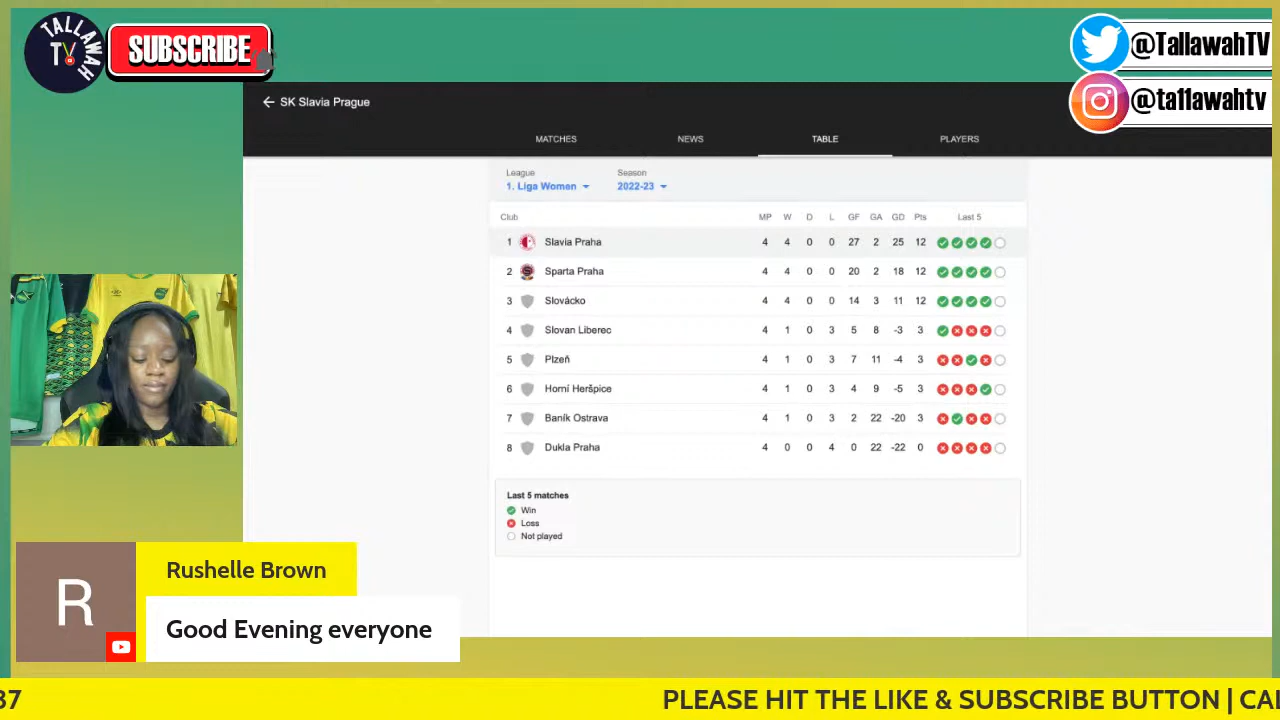 TALLAWAH
TV
SUBSCRIBE
@TallawahTV
@ta11awahtv
SK Slavia Prague
MATCHES NEWS TABLE PLAYERS
League Season
1. Liga Women 2022-23
Club MP W D L GF GA GD Pts Last 5
1 Slavia Praha 4 4 0 0 27 2 25 12
2 Sparta Praha 4 4 0 0 20 2 18 12
3 Slovácko 4 4 0 0 14 3 11 12
4 Slovan Liberec 4 1 0 3 5 8 -3 3
5 Plzeň 4 1 0 3 7 11 -4 3
6 Horní Heršpice 4 1 0 3 4 9 -5 3
7 Baník Ostrava 4 1 0 3 2 22 -20 3
8 Dukla Praha 4 0 0 4 0 22 -22 0
Last 5 matches
Win
Loss
Not played
R
Rushelle Brown
Good Evening everyone
37 PLEASE HIT THE LIKE & SUBSCRIBE BUTTON | CAL